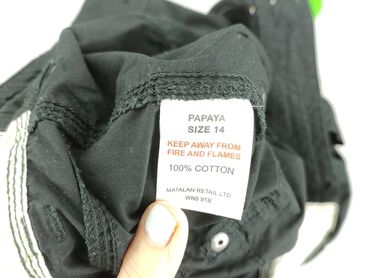 PAPAYA
SIZE 14
KEEP AWAY FROM
FIRE AND FLAMES
100% COTTON
MATALAN RETAIL LTD
WN8 9TB